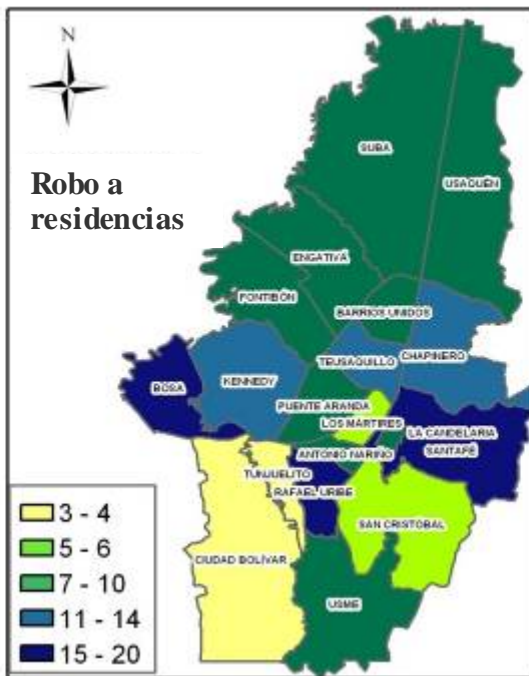 N
Robo a
residencias
SUBA
USAQUÉN
ENGATIVÁ
FONTIBÓN
BARRIOS UNIDOS
TEUSAQUILLO
CHAPINERO
BOSA
KENNEDY
PUENTE ARANDA
LOS MÁRTIRES
LA CANDELARIA
ANTONIO NARIÑO
SANTAFÉ
TUNJUELITO
RAFAEL URIBE
SAN CRISTOBAL
CIUDAD BOLÍVAR
USME
3 - 4
5 - 6
7 - 10
11 - 14
15 - 20